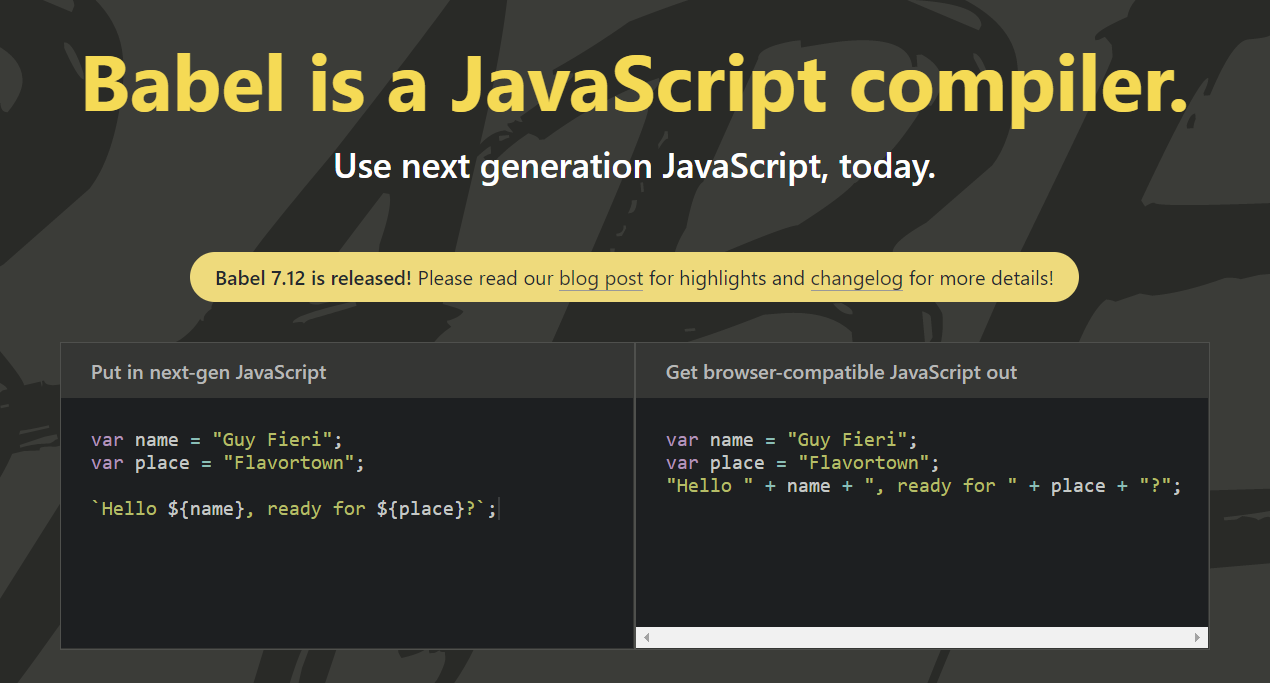 Babel is a JavaScript compiler.
Use next generation JavaScript, today.
Babel 7.12 is released! Please read our blog post for highlights and changelog for more details!
Put in next-gen JavaScript
var name = "Guy Fieri";
var place = "Flavortown";
`Hello ${name}, ready for ${place}?`;
Get browser-compatible JavaScript out
var name = "Guy Fieri";
var place = "Flavortown";
"Hello " + name + ", ready for " + place + "?";